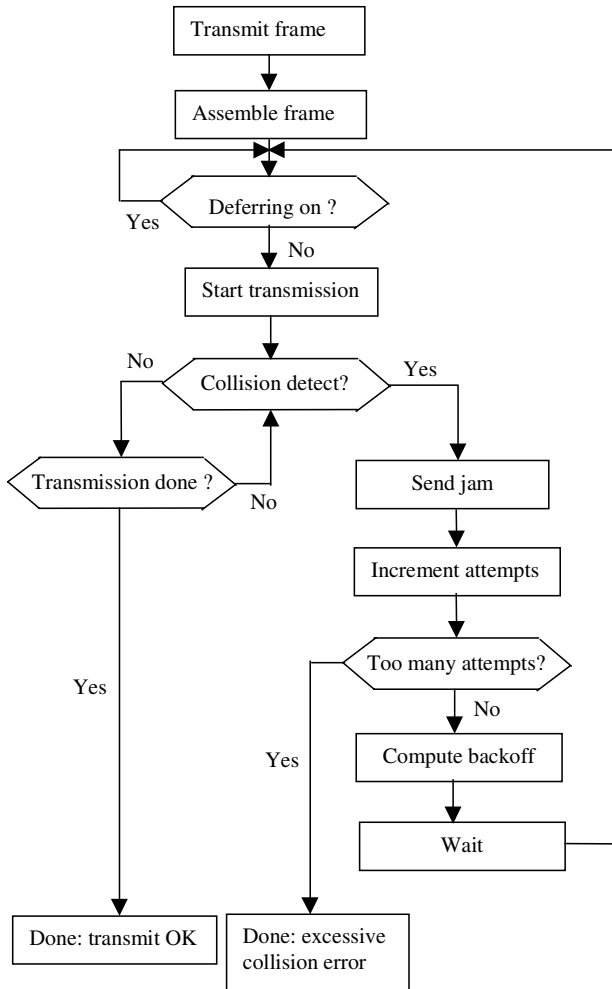 Transmit frame
Assemble frame
Deferring on ?
Yes
No
Start transmission
No
Collision detect?
Yes
Transmission done ?
No
Send jam
Increment attempts
Too many attempts?
Yes
No
Yes
Compute backoff
Wait
Done: transmit OK
Done: excessive
collision error